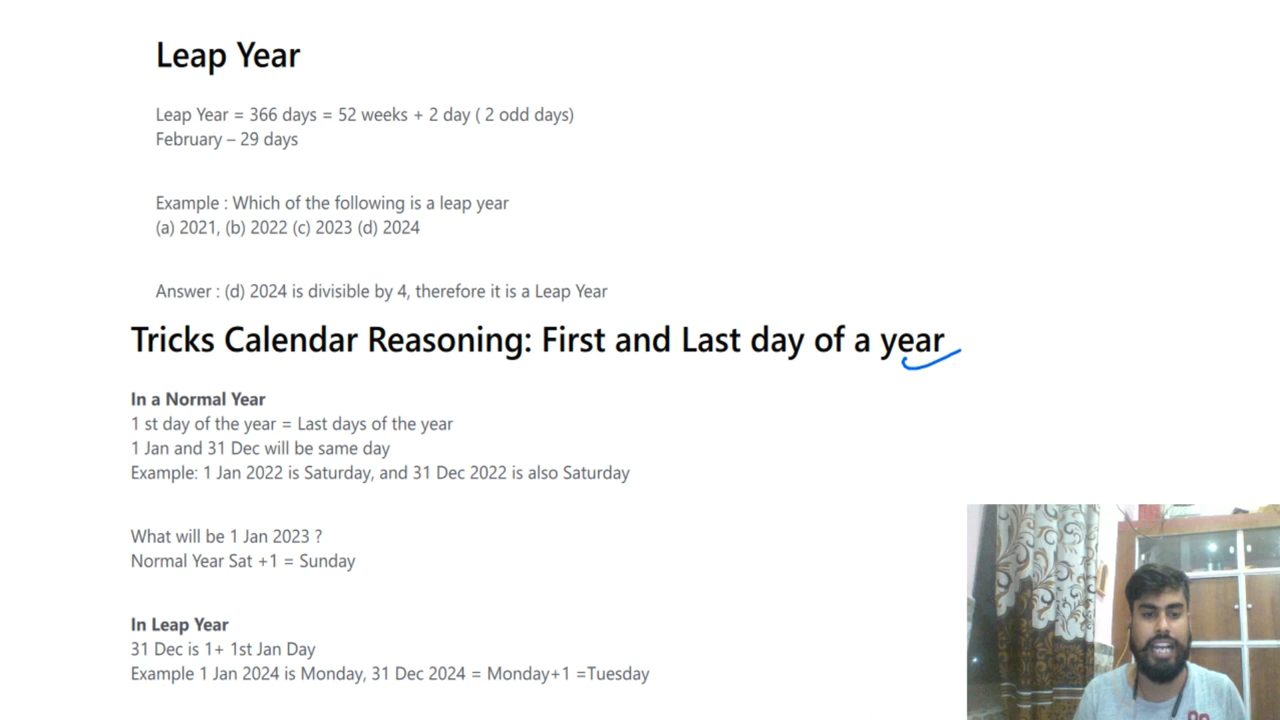 Leap Year
Leap Year = 366 days = 52 weeks + 2 day ( 2 odd days)
February – 29 days
Example : Which of the following is a leap year
(a) 2021, (b) 2022 (c) 2023 (d) 2024
Answer : (d) 2024 is divisible by 4, therefore it is a Leap Year
Tricks Calendar Reasoning: First and Last day of a year
In a Normal Year
1 st day of the year = Last days of the year
1 Jan and 31 Dec will be same day
Example: 1 Jan 2022 is Saturday, and 31 Dec 2022 is also Saturday
What will be 1 Jan 2023 ?
Normal Year Sat +1 = Sunday
In Leap Year
31 Dec is 1+ 1st Jan Day
Example 1 Jan 2024 is Monday, 31 Dec 2024 = Monday+1 =Tuesday